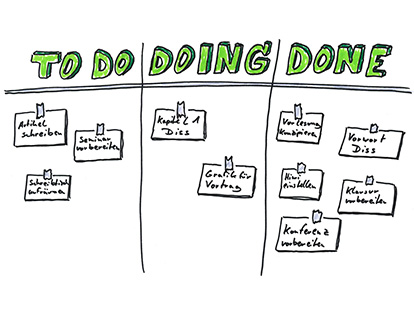 TO DO
DOING
DONE
Artikel
schreiben
Seminar
vorbereiten
Schreibtisch
aufräumen
Kapitel 1
Diss
Grafik für
Vortrag
Vorlesung
Konzipieren
Vorwort
Diss
Hiwi
einstellen
Klausur
vorbereiten
Konferenz
vorbereiten